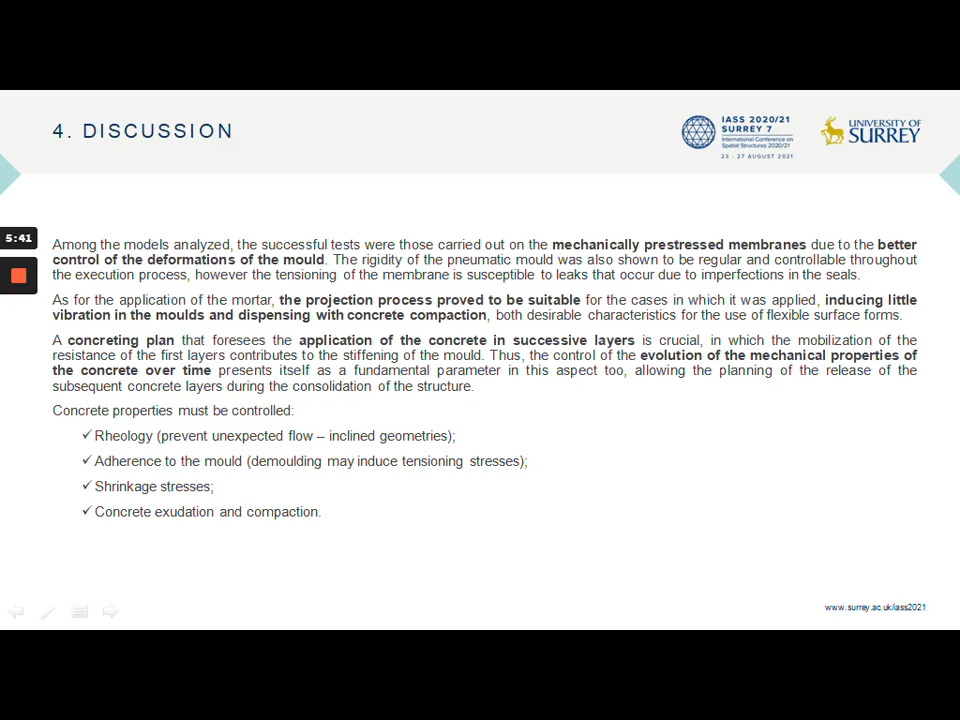 4. DISCUSSION
IASS 2020/21
SURREY 7
International Conference on
Spatial Structures 2020/21
23 - 27 AUGUST 2021
UNIVERSITY OF
SURREY
5:41
Among the models analyzed, the successful tests were those carried out on the mechanically prestressed membranes due to the better
control of the deformations of the mould. The rigidity of the pneumatic mould was also shown to be regular and controllable throughout
the execution process, however the tensioning of the membrane is susceptible to leaks that occur due to imperfections in the seals.
As for the application of the mortar, the projection process proved to be suitable for the cases in which it was applied, inducing little
vibration in the moulds and dispensing with concrete compaction, both desirable characteristics for the use of flexible surface forms.
A concreting plan that foresees the application of the concrete in successive layers is crucial, in which the mobilization of the
resistance of the first layers contributes to the stiffening of the mould. Thus, the control of the evolution of the mechanical properties of
the concrete over time presents itself as a fundamental parameter in this aspect too, allowing the planning of the release of the
subsequent concrete layers during the consolidation of the structure.
Concrete properties must be controlled:
✓Rheology (prevent unexpected flow – inclined geometries);
✓Adherence to the mould (demoulding may induce tensioning stresses);
✓Shrinkage stresses;
✓Concrete exudation and compaction.
www.surrey.ac.uk/iass2021